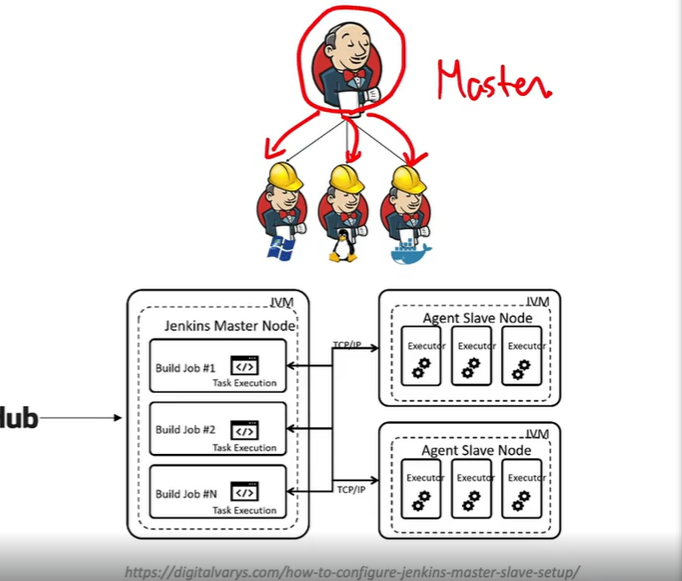 Master
JVM
Jenkins Master Node
Build Job #1
</>
Task Execution
Build Job #2
</>
Task Execution
Build Job #N
</>
Task Execution
TCP/IP
TCP/IP
JVM
Agent Slave Node
Executor Executor Executor
JVM
Agent Slave Node
Executor Executor Executor
https://digitalvarys.com/how-to-configure-jenkins-master-slave-setup/